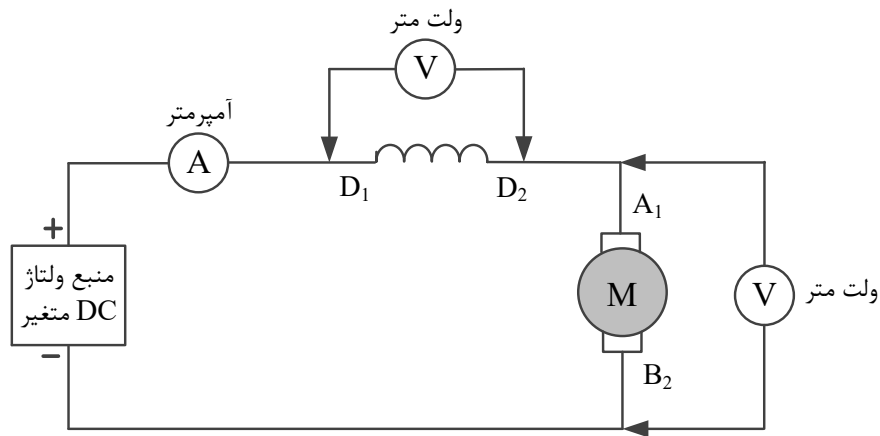 ولت متر
V
آمپرمتر
A
D1
D2
A1
+
منبع ولتاژ
DC متغیر
−
M
V
ولت متر
B2